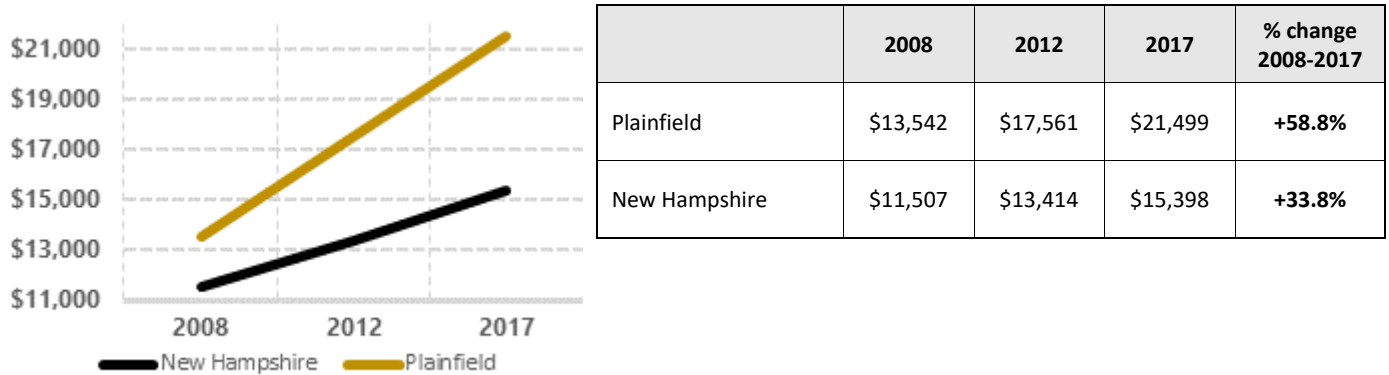 $21,000
$19,000
$17,000
$15,000
$13,000
$11,000
2008 2012 2017
New Hampshire Plainfield
2008 2012 2017 % change
2008-2017
Plainfield $13,542 $17,561 $21,499 +58.8%
New Hampshire $11,507 $13,414 $15,398 +33.8%